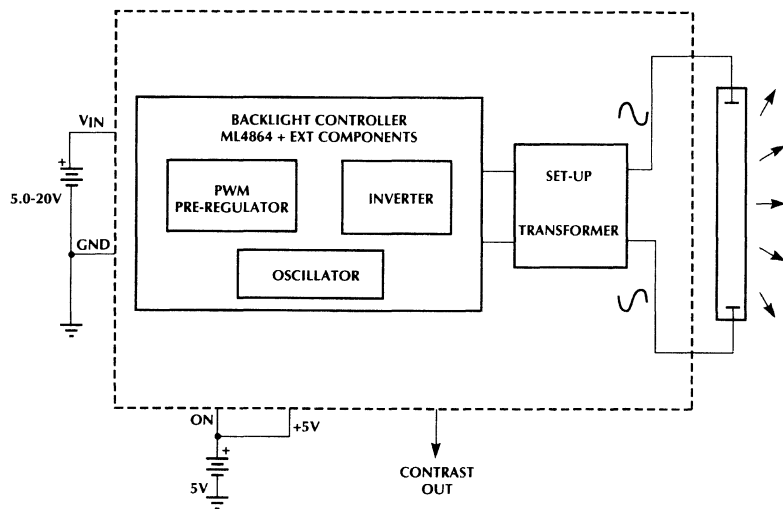 BACKLIGHT CONTROLLER
ML4864 + EXT COMPONENTS
PWM
PRE-REGULATOR
INVERTER
OSCILLATOR
SET-UP
TRANSFORMER
VIN
+
5.0-20V
GND
ON
+5V
+
5V
CONTRAST
OUT